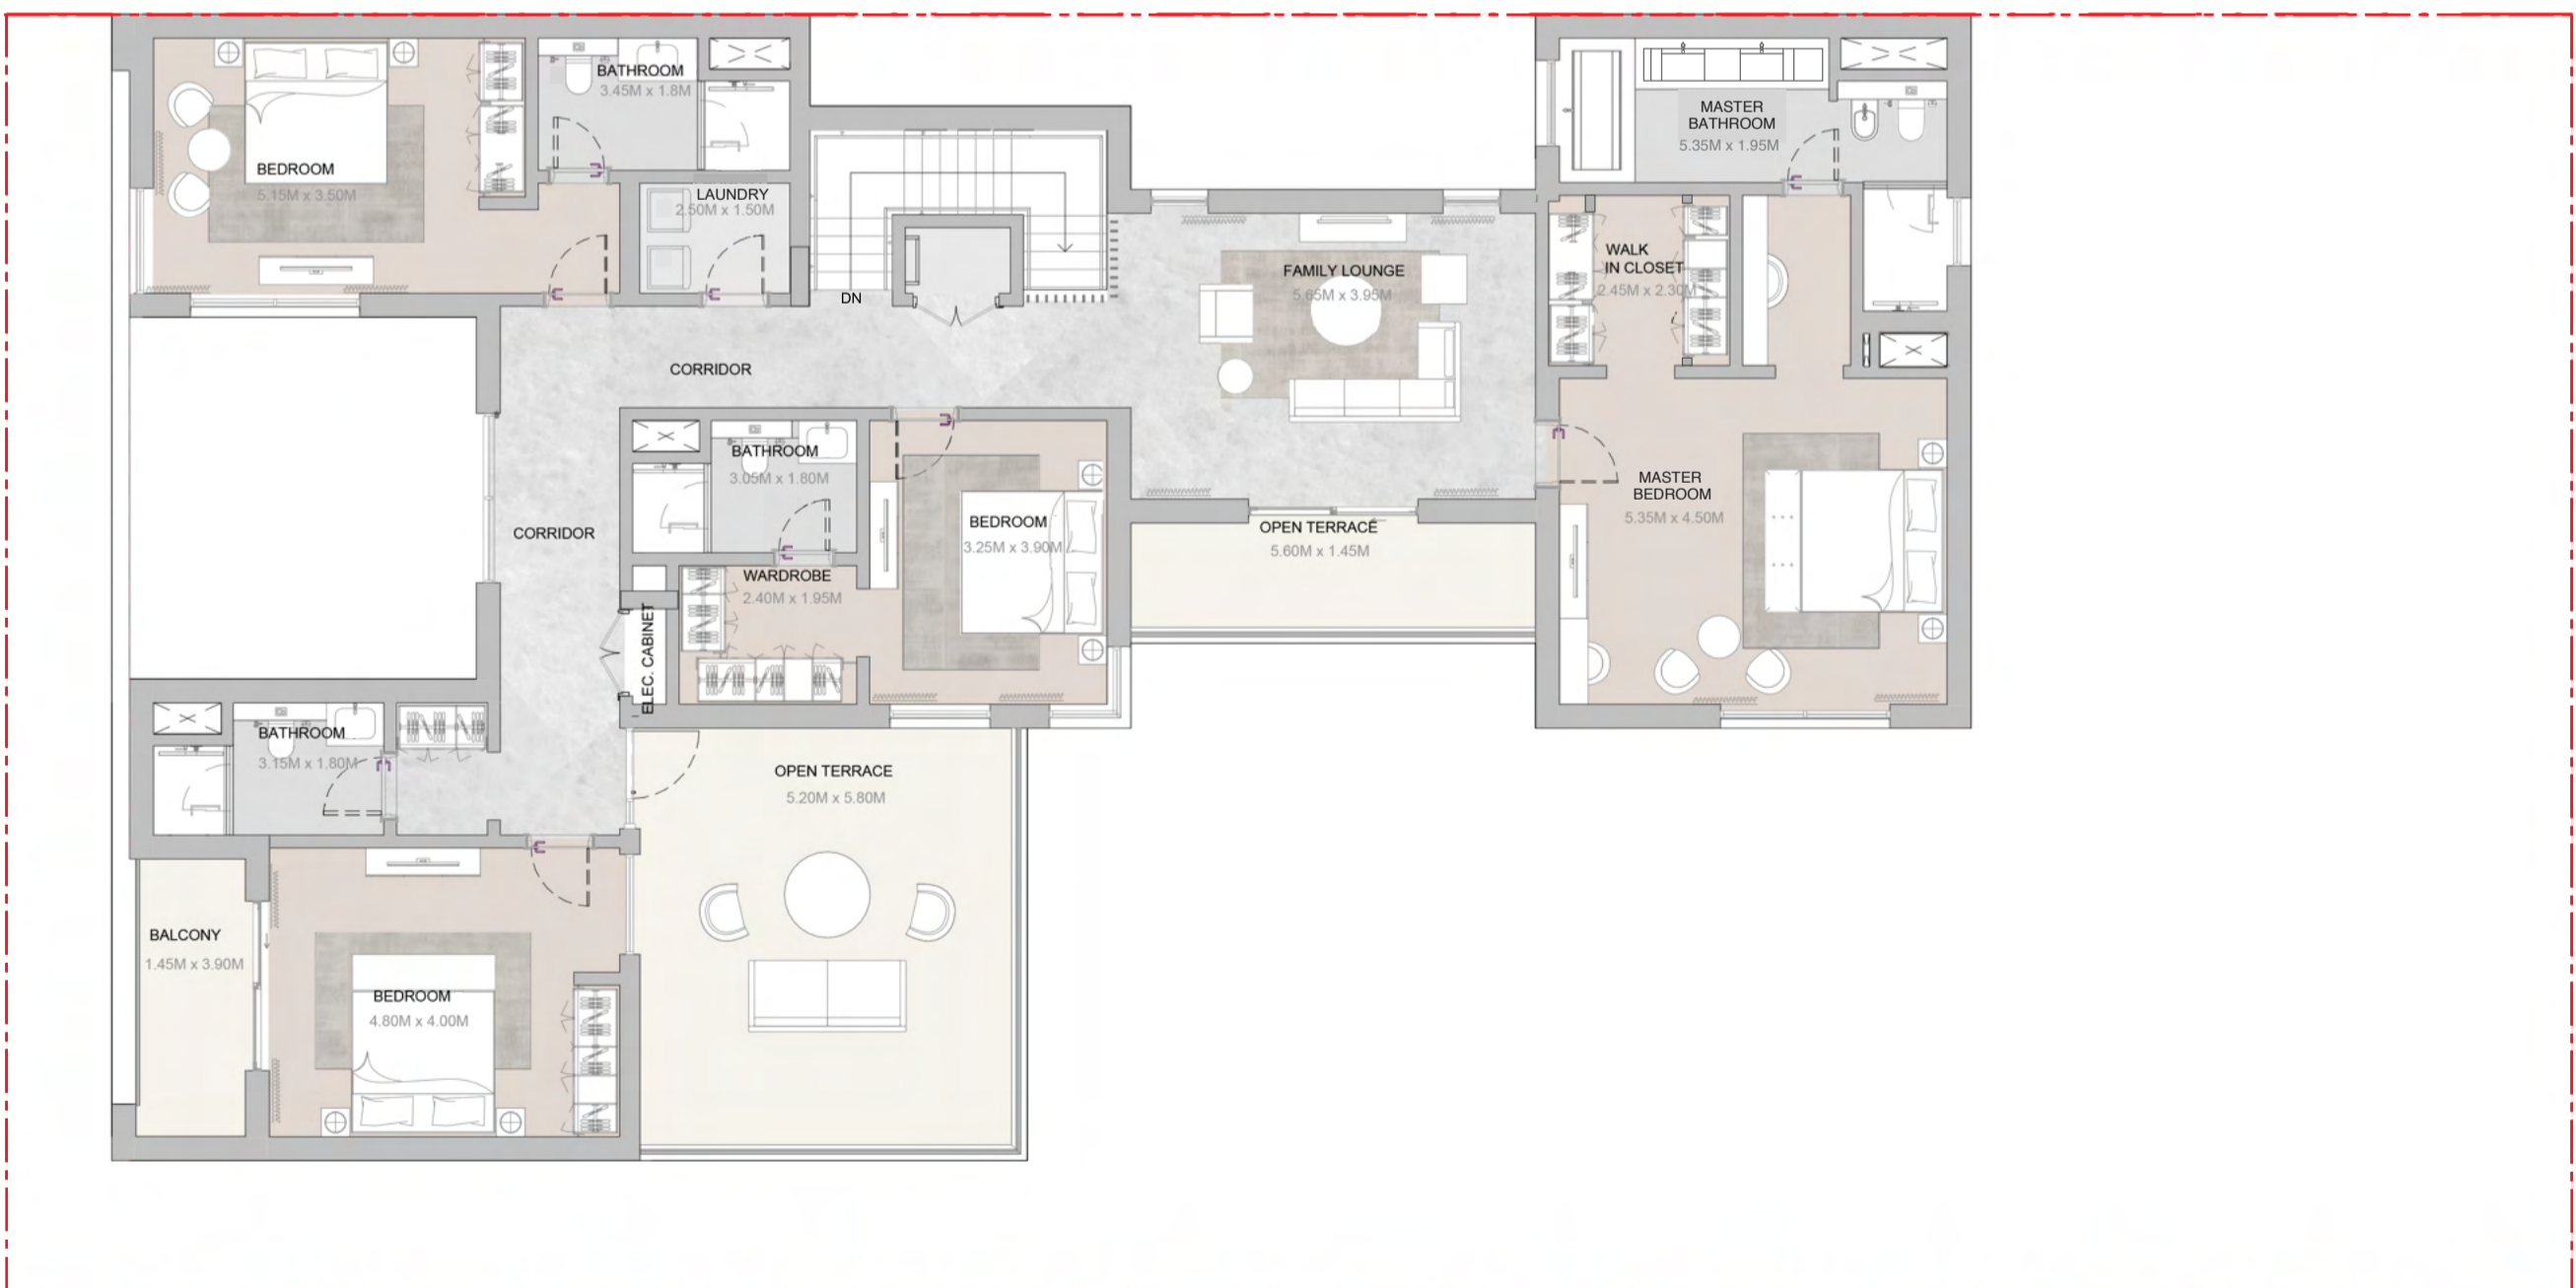 BATHROOM
3.45M x 1.8M
BEDROOM
5.15M x 3.50M
LAUNDRY
2.50M x 1.50M
MASTER
BATHROOM
5.35M x 1.95M
WALK
IN CLOSET
2.45M x 2.30M
FAMILY LOUNGE
5.65M x 3.95M
DN
CORRIDOR
BATHROOM
3.05M x 1.80M
BEDROOM
3.25M x 3.90M
MASTER
BEDROOM
5.35M x 4.50M
OPEN TERRACE
5.60M x 1.45M
CORRIDOR
WARDROBE
2.40M x 1.95M
ELEC. CABINET
BATHROOM
3.15M x 1.80M
OPEN TERRACE
5.20M x 5.80M
BALCONY
1.45M x 3.90M
BEDROOM
4.80M x 4.00M